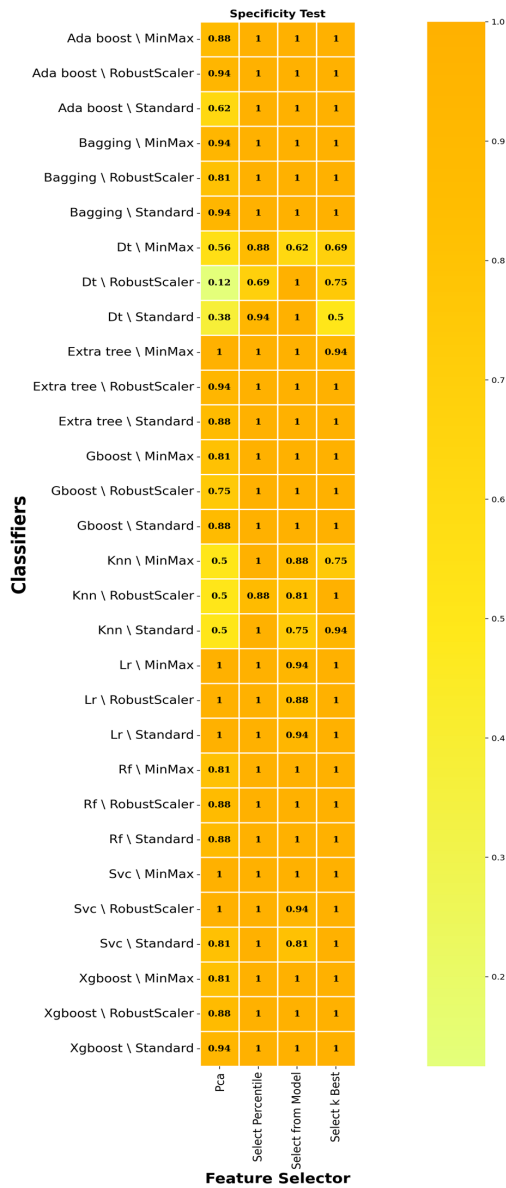 Specificity Test
Ada boost \ MinMax 0.88 1 1 1
Ada boost \ RobustScaler 0.94 1 1 1
Ada boost \ Standard 0.62 1 1 1
Bagging \ MinMax 0.94 1 1 1
Bagging \ RobustScaler 0.81 1 1 1
Bagging \ Standard 0.94 1 1 1
Dt \ MinMax 0.56 0.88 0.62 0.69
Dt \ RobustScaler 0.12 0.69 1 0.75
Dt \ Standard 0.38 0.94 1 0.5
Extra tree \ MinMax 1 1 1 0.94
Extra tree \ RobustScaler 0.94 1 1 1
Extra tree \ Standard 0.88 1 1 1
Gboost \ MinMax 0.81 1 1 1
Gboost \ RobustScaler 0.75 1 1 1
Gboost \ Standard 0.88 1 1 1
Knn \ MinMax 0.5 1 0.88 0.75
Knn \ RobustScaler 0.5 0.88 0.81 1
Knn \ Standard 0.5 1 0.75 0.94
Lr \ MinMax 1 1 0.94 1
Lr \ RobustScaler 1 1 0.88 1
Lr \ Standard 1 1 0.94 1
Rf \ MinMax 0.81 1 1 1
Rf \ RobustScaler 0.88 1 1 1
Rf \ Standard 0.88 1 1 1
Svc \ MinMax 1 1 1 1
Svc \ RobustScaler 1 1 0.94 1
Svc \ Standard 0.81 1 0.81 1
Xgboost \ MinMax 0.81 1 1 1
Xgboost \ RobustScaler 0.88 1 1 1
Xgboost \ Standard 0.94 1 1 1
Classifiers
Pca
Select Percentile
Select from Model
Select k Best
Feature Selector
1.0
0.9
0.8
0.7
0.6
0.5
0.4
0.3
0.2